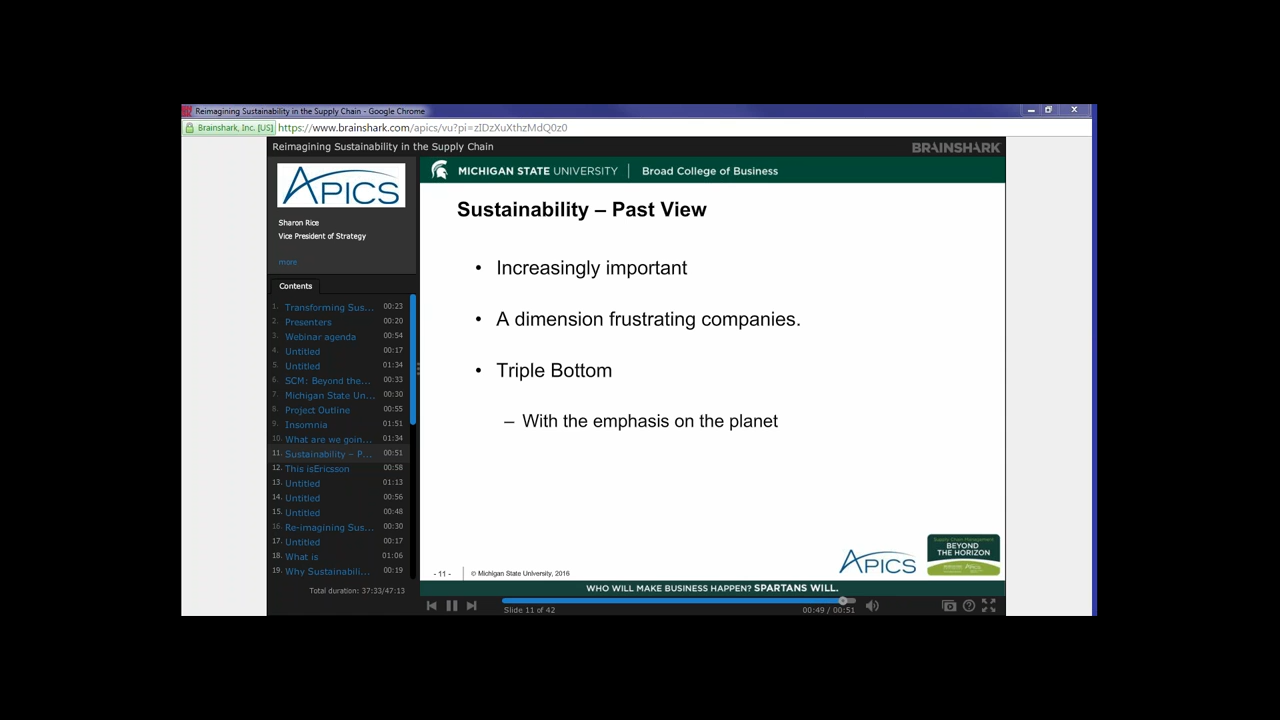 Reimagining Sustainability in the Supply Chain - Google Chrome
Brainshark, Inc. [US] https://www.brainshark.com/apics/vu?pi=zIDzXuXthzMdQ0z0
Reimagining Sustainability in the Supply Chain
BRAINSHARK
APICS
Sharon Rice
Vice President of Strategy
more
Contents
1. Transforming Sus... 00:23
2. Presenters 00:20
3. Webinar agenda 00:54
4. Untitled 00:17
5. Untitled 01:34
6. SCM: Beyond the... 00:33
7. Michigan State Un... 00:30
8. Project Outline 00:55
9. Insomnia 01:51
10. What are we goin... 01:34
11. Sustainability – P... 00:51
12. This isEricsson 00:58
13. Untitled 01:13
14. Untitled 00:56
15. Untitled 00:48
16. Re-imagining Sus... 00:30
17. Untitled 00:17
18. What is 01:06
19. Why Sustainabili... 00:19
Total duration: 37:33/47:13
MICHIGAN STATE UNIVERSITY | Broad College of Business
Sustainability – Past View
• Increasingly important
• A dimension frustrating companies.
• Triple Bottom
– With the emphasis on the planet
APICS
Supply Chain Management
BEYOND
THE HORIZON
- 11 - © Michigan State University, 2016
WHO WILL MAKE BUSINESS HAPPEN? SPARTANS WILL.
Slide 11 of 42
00:49 / 00:51